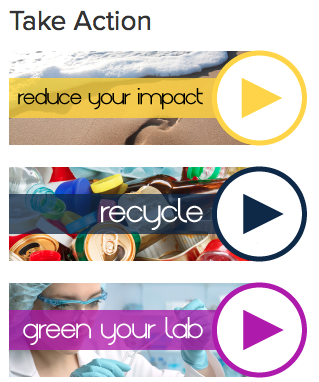 Take Action
reduce your impact
recycle
green your lab